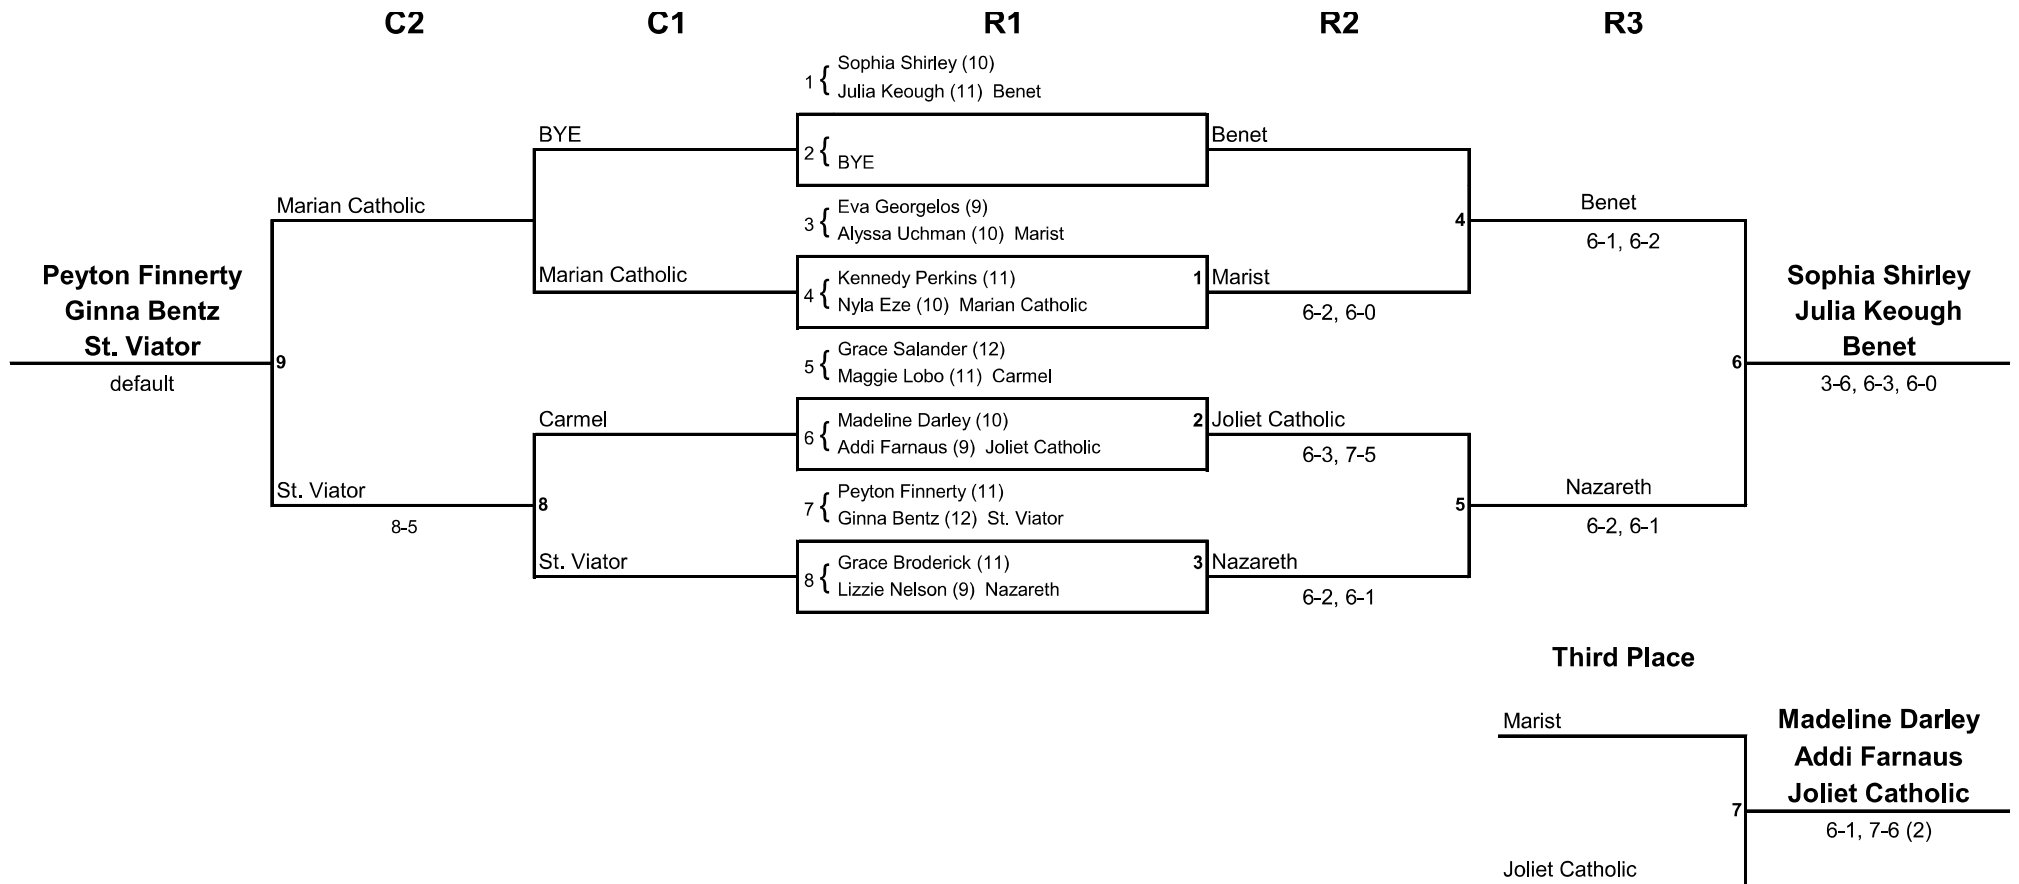 C2 C1 R1 R2 R3
Sophia Shirley (10)
1 { Julia Keough (11) Benet
BYE
Benet
2 { BYE
Marian Catholic
Eva Georgelos (9)
3 { Alyssa Uchman (10) Marist
4
Benet
6-1, 6-2
Marian Catholic
Kennedy Perkins (11)
4 { Nyla Eze (10) Marian Catholic
1 Marist
6-2, 6-0
Peyton Finnerty
Ginna Bentz
St. Viator
9
default
Sophia Shirley
Julia Keough
Benet
6
3-6, 6-3, 6-0
Grace Salander (12)
5 { Maggie Lobo (11) Carmel
Carmel
Madeline Darley (10)
6 { Addi Farnaus (9) Joliet Catholic
2 Joliet Catholic
6-3, 7-5
St. Viator
8-5
8
Peyton Finnerty (11)
7 { Ginna Bentz (12) St. Viator
5
Nazareth
6-2, 6-1
St. Viator
Grace Broderick (11)
8 { Lizzie Nelson (9) Nazareth
3 Nazareth
6-2, 6-1
Third Place
Marist
Madeline Darley
Addi Farnaus
Joliet Catholic
7
6-1, 7-6 (2)
Joliet Catholic